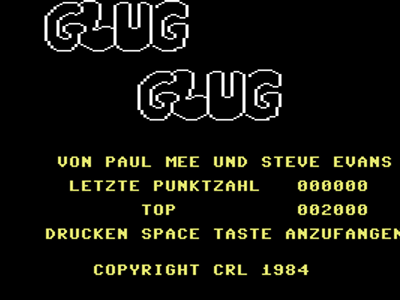 GLUG
GLUG
VON PAUL MEE UND STEVE EVANS
LETZTE PUNKTZAHL 000000
TOP 002000
DRUCKEN SPACE TASTE ANZUFANGEN
COPYRIGHT CRL 1984